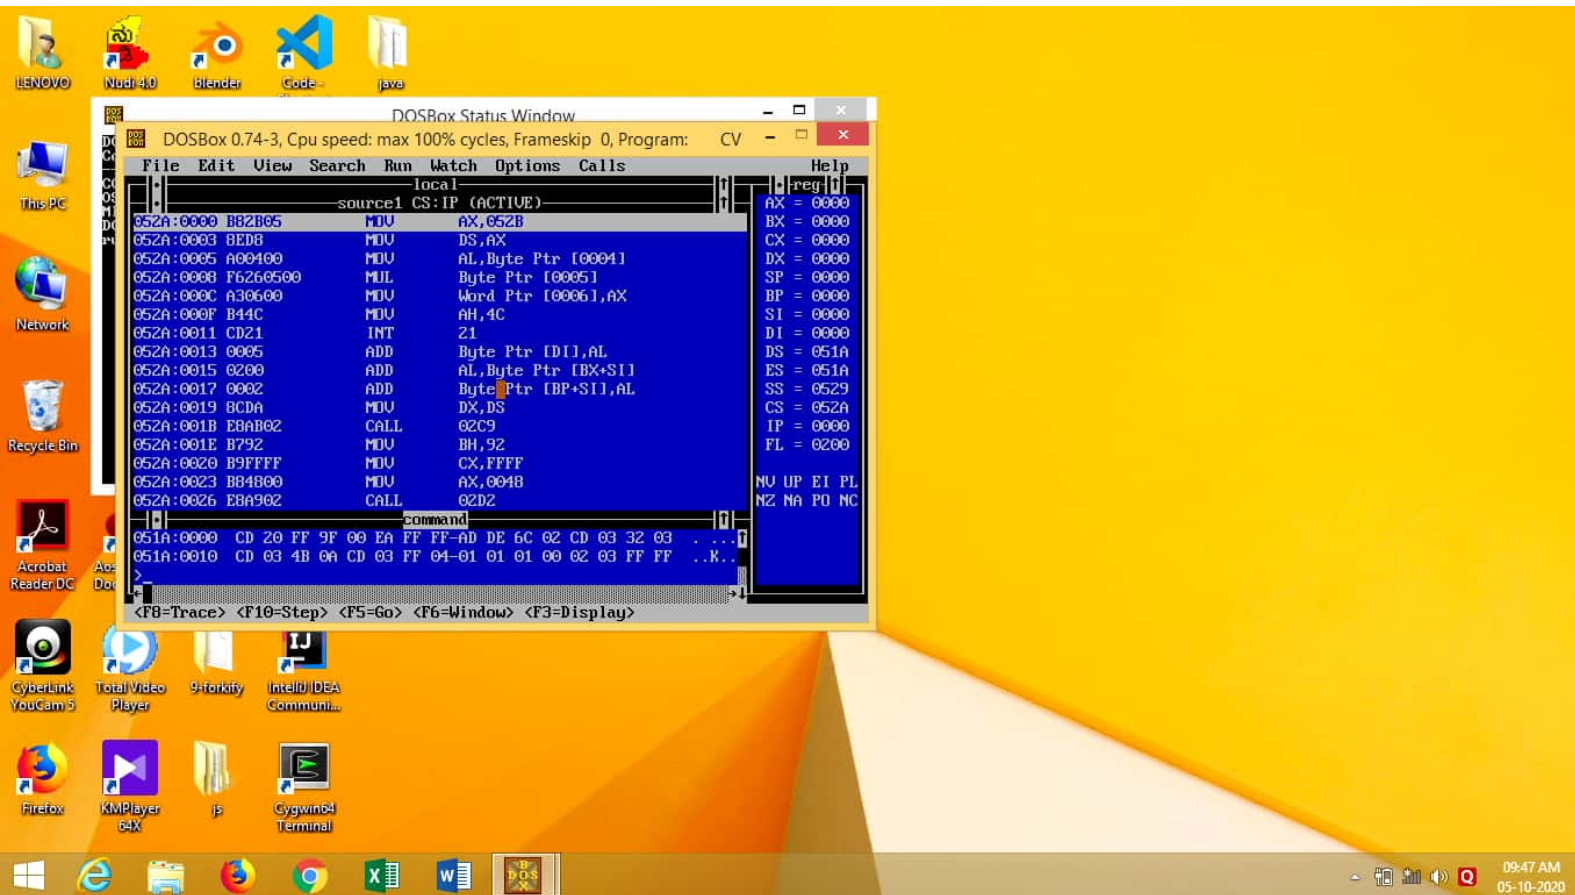 LENOVO
Nudi 4.0
blender
Code -
java
ನು
ಡಿ
This PC
Network
Recycle Bin
Acrobat
Reader DC
DOSBox Status Window
DOSBox 0.74-3, Cpu speed: max 100% cycles, Frameskip 0, Program: CV
File Edit View Search Run Watch Options Calls Help
local
source1 CS:IP (ACTIVE)
052A:0000 B82B05 MOV AX,052B
052A:0003 8ED8 MOV DS,AX
052A:0005 A00400 MOV AL,Byte Ptr [0004]
052A:0008 F6260500 MUL Byte Ptr [0005]
052A:000C A30600 MOV Word Ptr [0006],AX
052A:000F B44C MOV AH,4C
052A:0011 CD21 INT 21
052A:0013 0005 ADD Byte Ptr [DI],AL
052A:0015 0200 ADD AL,Byte Ptr [BX+SI]
052A:0017 0002 ADD Byte Ptr [BP+SI],AL
052A:0019 8CDA MOV DX,DS
052A:001B E8AB02 CALL 02C9
052A:001E B792 MOV BH,92
052A:0020 B9FFFF MOV CX,FFFF
052A:0023 B84800 MOV AX,0048
052A:0026 E8A902 CALL 02D2
reg
AX = 0000
BX = 0000
CX = 0000
DX = 0000
SP = 0000
BP = 0000
SI = 0000
DI = 0000
DS = 051A
ES = 051A
SS = 0529
CS = 052A
IP = 0000
FL = 0200
NV UP EI PL
NZ NA PO NC
command
051A:0000 CD 20 FF 9F 00 EA FF FF-AD DE 6C 02 CD 03 32 03 . ...
051A:0010 CD 03 4B 0A CD 03 FF 04-01 01 01 00 02 03 FF FF ..K..
>_
<F8=Trace> <F10=Step> <F5=Go> <F6=Window> <F3=Display>
CyberLink
YouCam 5
Total Video
Player
9-forkify
IJ
IntelliJ IDEA
Communi...
Firefox
KMPlayer
64X
js
Cygwin64
Terminal
09:47 AM
05-10-2020